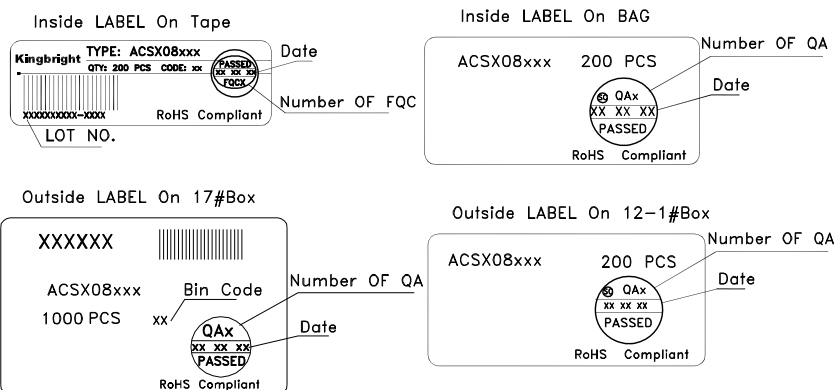 Inside LABEL On Tape
Kingbright
TYPE: ACSX08xxx
QTY: 200 PCS CODE: xx
PASSED
xx xx xx
FQCX
Date
Number OF FQC
xxxxxxxxxx-xxxx
RoHS Compliant
LOT NO.
Inside LABEL On BAG
ACSX08xxx 200 PCS
Number OF QA
QAx
XX XX XX
PASSED
Date
RoHS Compliant
Outside LABEL On 17#Box
XXXXXX
ACSX08xxx
Bin Code
1000 PCS xx
Number OF QA
QAx
xx xx xx
PASSED
Date
RoHS Compliant
Outside LABEL On 12-1#Box
ACSX08xxx 200 PCS
Number OF QA
QAx
xx xx xx
PASSED
Date
RoHS Compliant